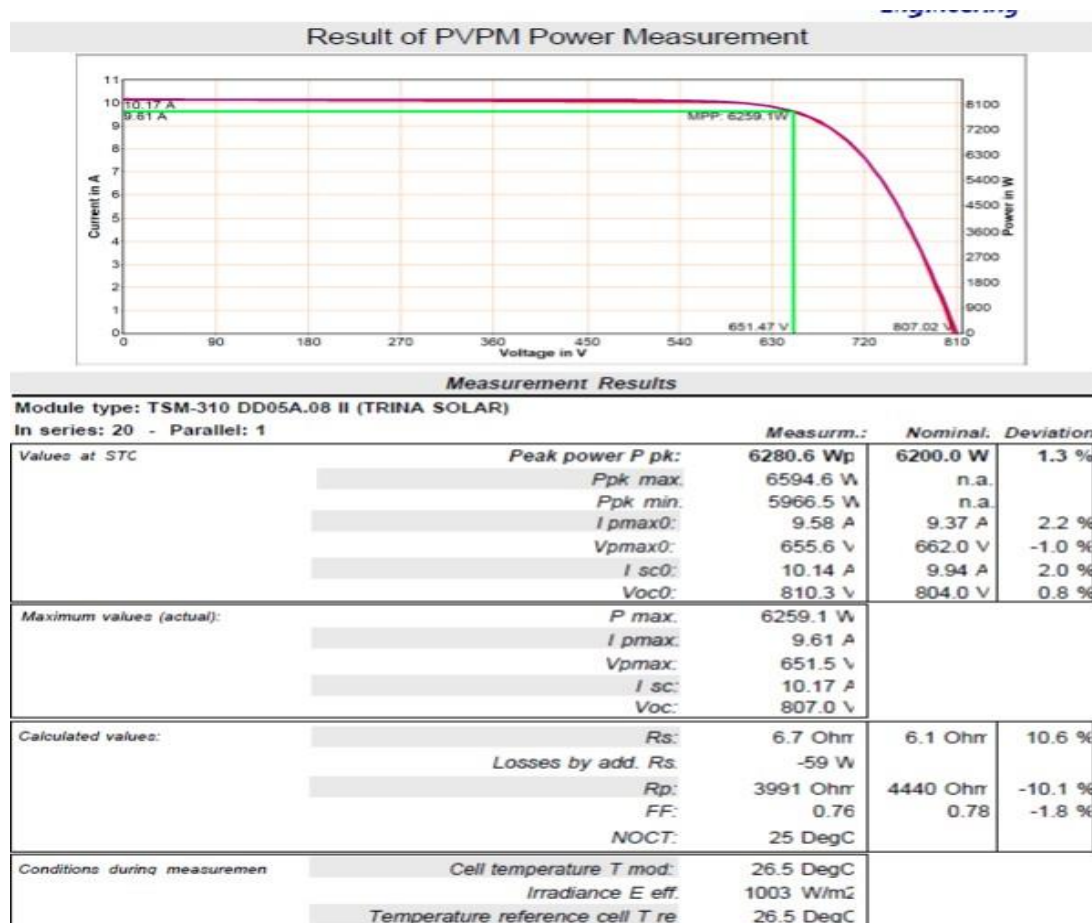 Engineering
Result of PVPM Power Measurement
11
10
9
8
7
6
5
4
3
2
1
0
Current in A
10.17 A
9.61 A
MPP: 6259.1W
8100
7200
6300
5400
4500
3600
2700
1800
900
0
Power in W
651.47 V
807.02 V
0 90 180 270 360 450 540 630 720 810
Voltage in V
Measurement Results
Module type: TSM-310 DD05A.08 II (TRINA SOLAR)
In series: 20 - Parallel: 1 Measurm.: Nominal. Deviation
Values at STC Peak power P pk: 6280.6 Wp 6200.0 W 1.3 %
Ppk max. 6594.6 W n.a.
Ppk min. 5966.5 W n.a.
I pmax0: 9.58 A 9.37 A 2.2 %
Vpmax0: 655.6 V 662.0 V -1.0 %
I sc0: 10.14 A 9.94 A 2.0 %
Voc0: 810.3 V 804.0 V 0.8 %
Maximum values (actual): P max. 6259.1 W
I pmax. 9.61 A
Vpmax: 651.5 V
I sc: 10.17 A
Voc: 807.0 V
Calculated values: Rs: 6.7 Ohm 6.1 Ohm 10.6 %
Losses by add. Rs. -59 W
Rp: 3991 Ohm 4440 Ohm -10.1 %
FF: 0.76 0.78 -1.8 %
NOCT: 25 DegC
Conditions during measuremen Cell temperature T mod: 26.5 DegC
Irradiance E eff. 1003 W/m2
Temperature reference cell T re 26.5 DegC